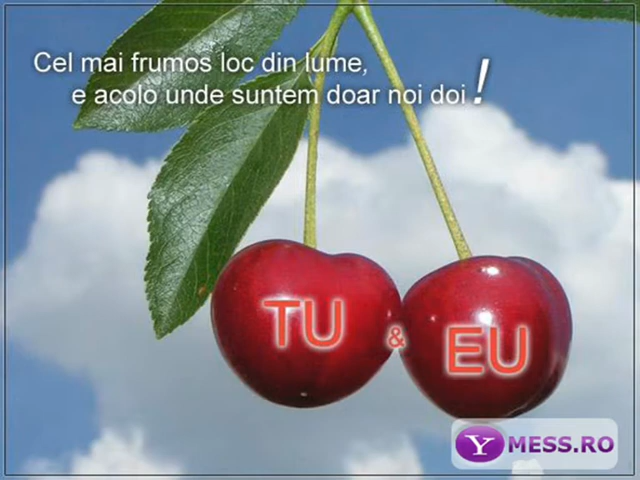 Cel mai frumos loc din lume,
e acolo unde suntem doar noi doi!
TU & EU
Y MESS.RO